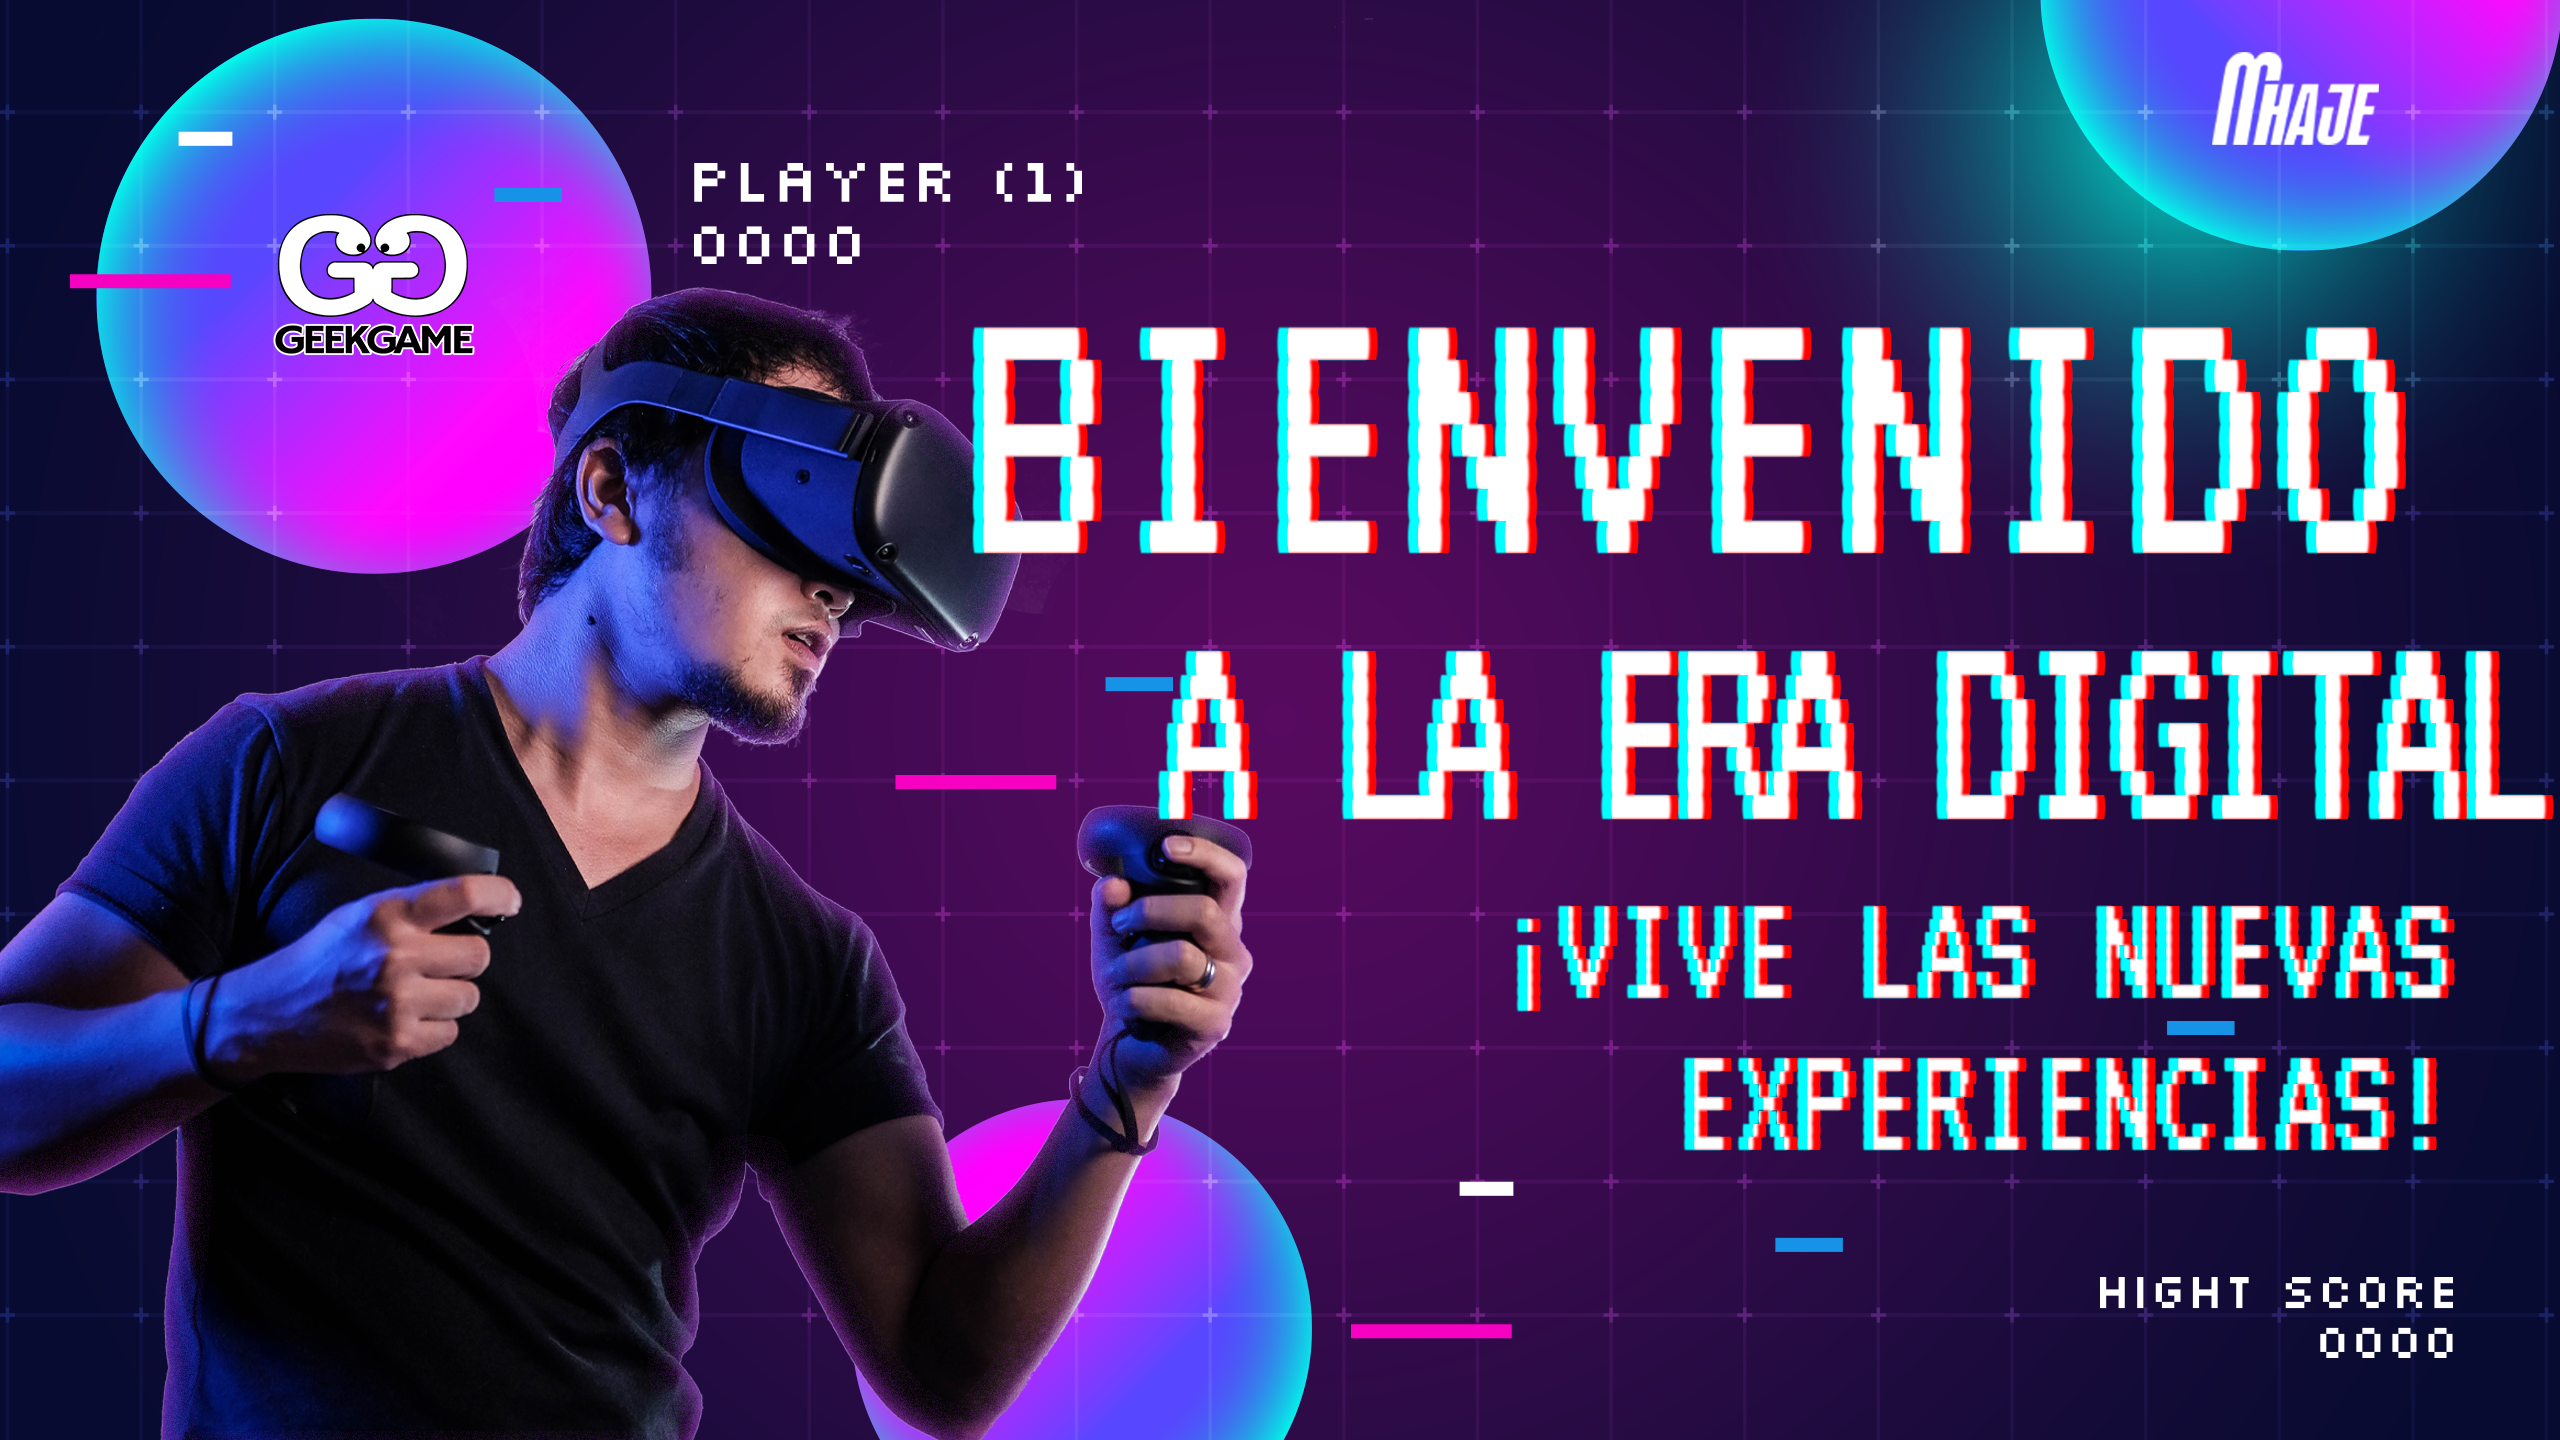 MHAJE
PLAYER (1)
0000
GEEKGAME
BIENVENIDO
A LA ERA DIGITAL
¡VIVE LAS NUEVAS
EXPERIENCIAS!
HIGHT SCORE
0000